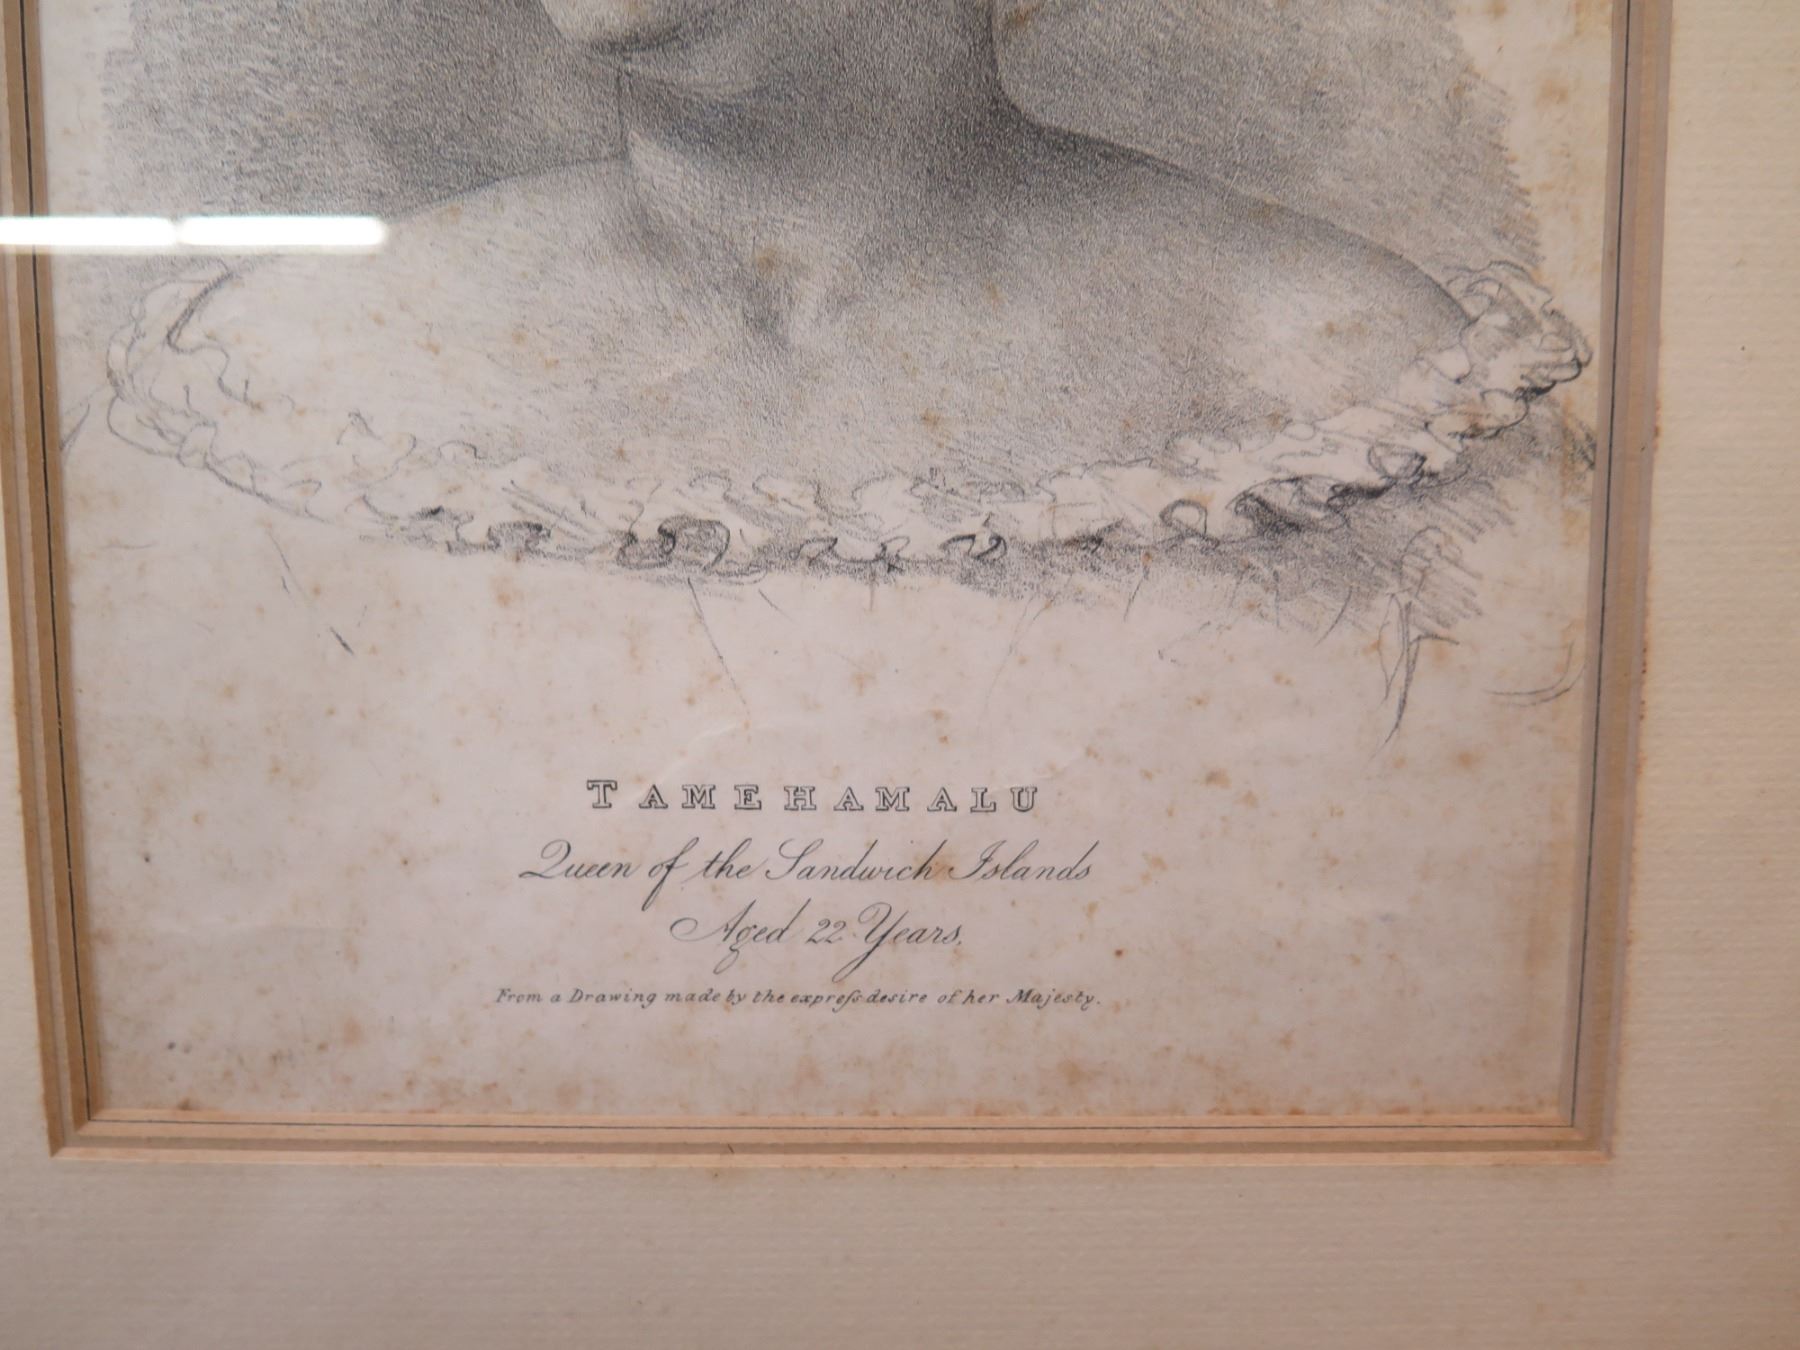 TAMEHAMALU
Queen of the Sandwich Islands
Aged 22 Years.
From a Drawing made by the expreſs desire of her Majesty.